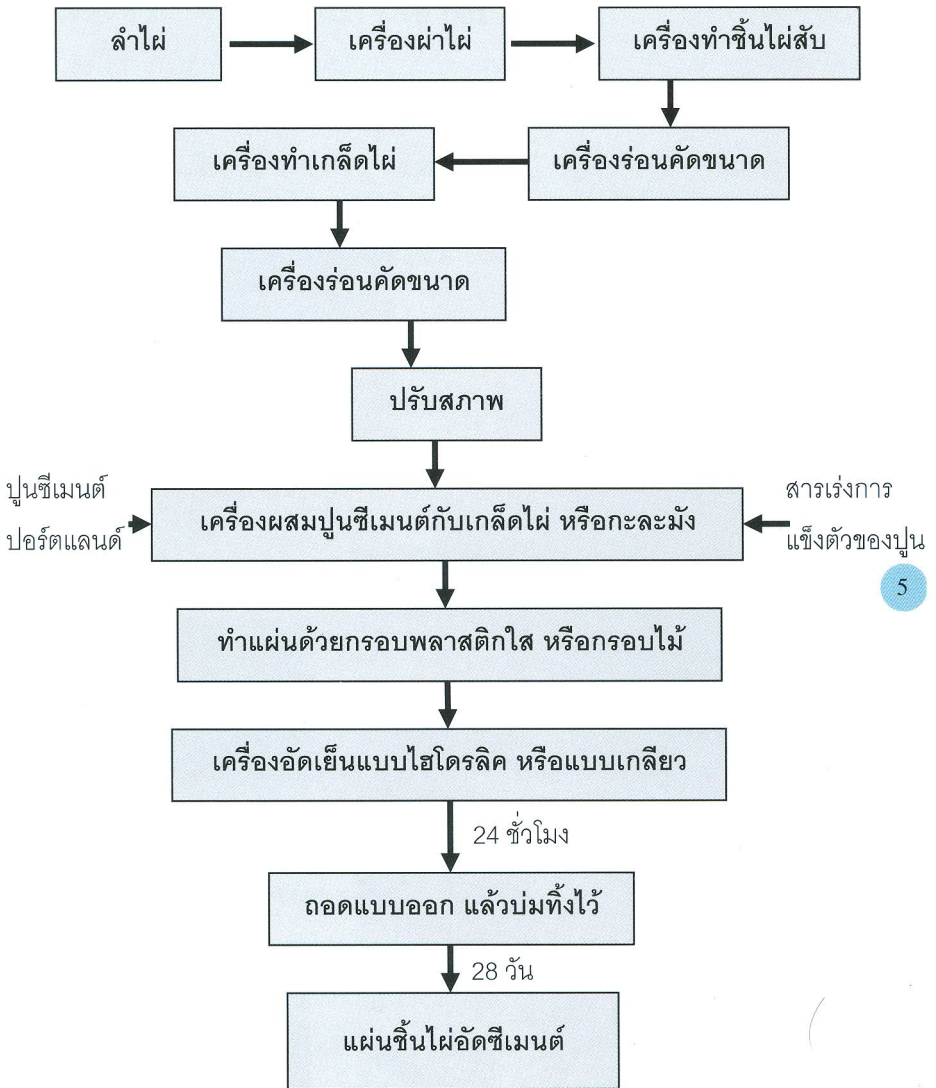 ลำไผ่
เครื่องผ่าไผ่
เครื่องทำชิ้นไผ่สับ
เครื่องร่อนคัดขนาด
เครื่องทำเกล็ดไผ่
เครื่องร่อนคัดขนาด
ปรับสภาพ
ปูนซีเมนต์
ปอร์ตแลนด์
เครื่องผสมปูนซีเมนต์กับเกล็ดไผ่ หรือกะละมัง
สารเร่งการ
แข็งตัวของปูน
5
ทำแผ่นด้วยกรอบพลาสติกใส หรือกรอบไม้
เครื่องอัดเย็นแบบไฮโดรลิค หรือแบบเกลียว
24 ชั่วโมง
ถอดแบบออก แล้วบ่มทิ้งไว้
28 วัน
แผ่นชิ้นไผ่อัดซีเมนต์